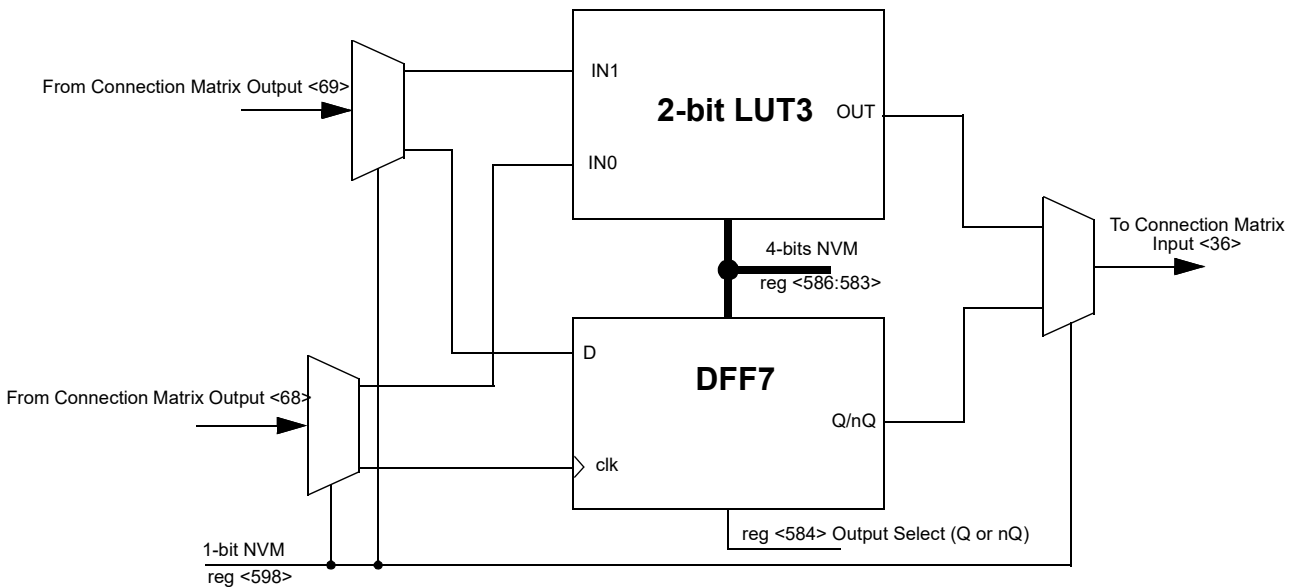 From Connection Matrix Output <69>
IN1
2-bit LUT3
OUT
IN0
To Connection Matrix
Input <36>
4-bits NVM
reg <586:583>
D
DFF7
From Connection Matrix Output <68>
Q/nQ
clk
reg <584> Output Select (Q or nQ)
1-bit NVM
reg <598>